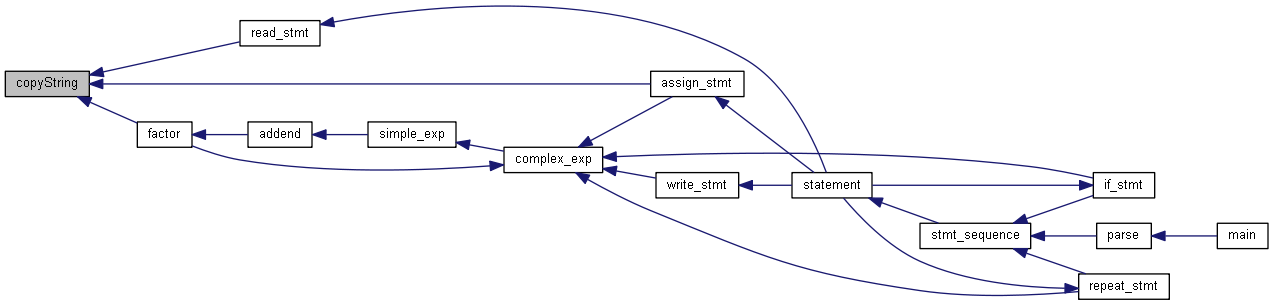 read_stmt
copyString
assign_stmt
factor
addend
simple_exp
complex_exp
write_stmt
statement
if_stmt
stmt_sequence
parse
main
repeat_stmt